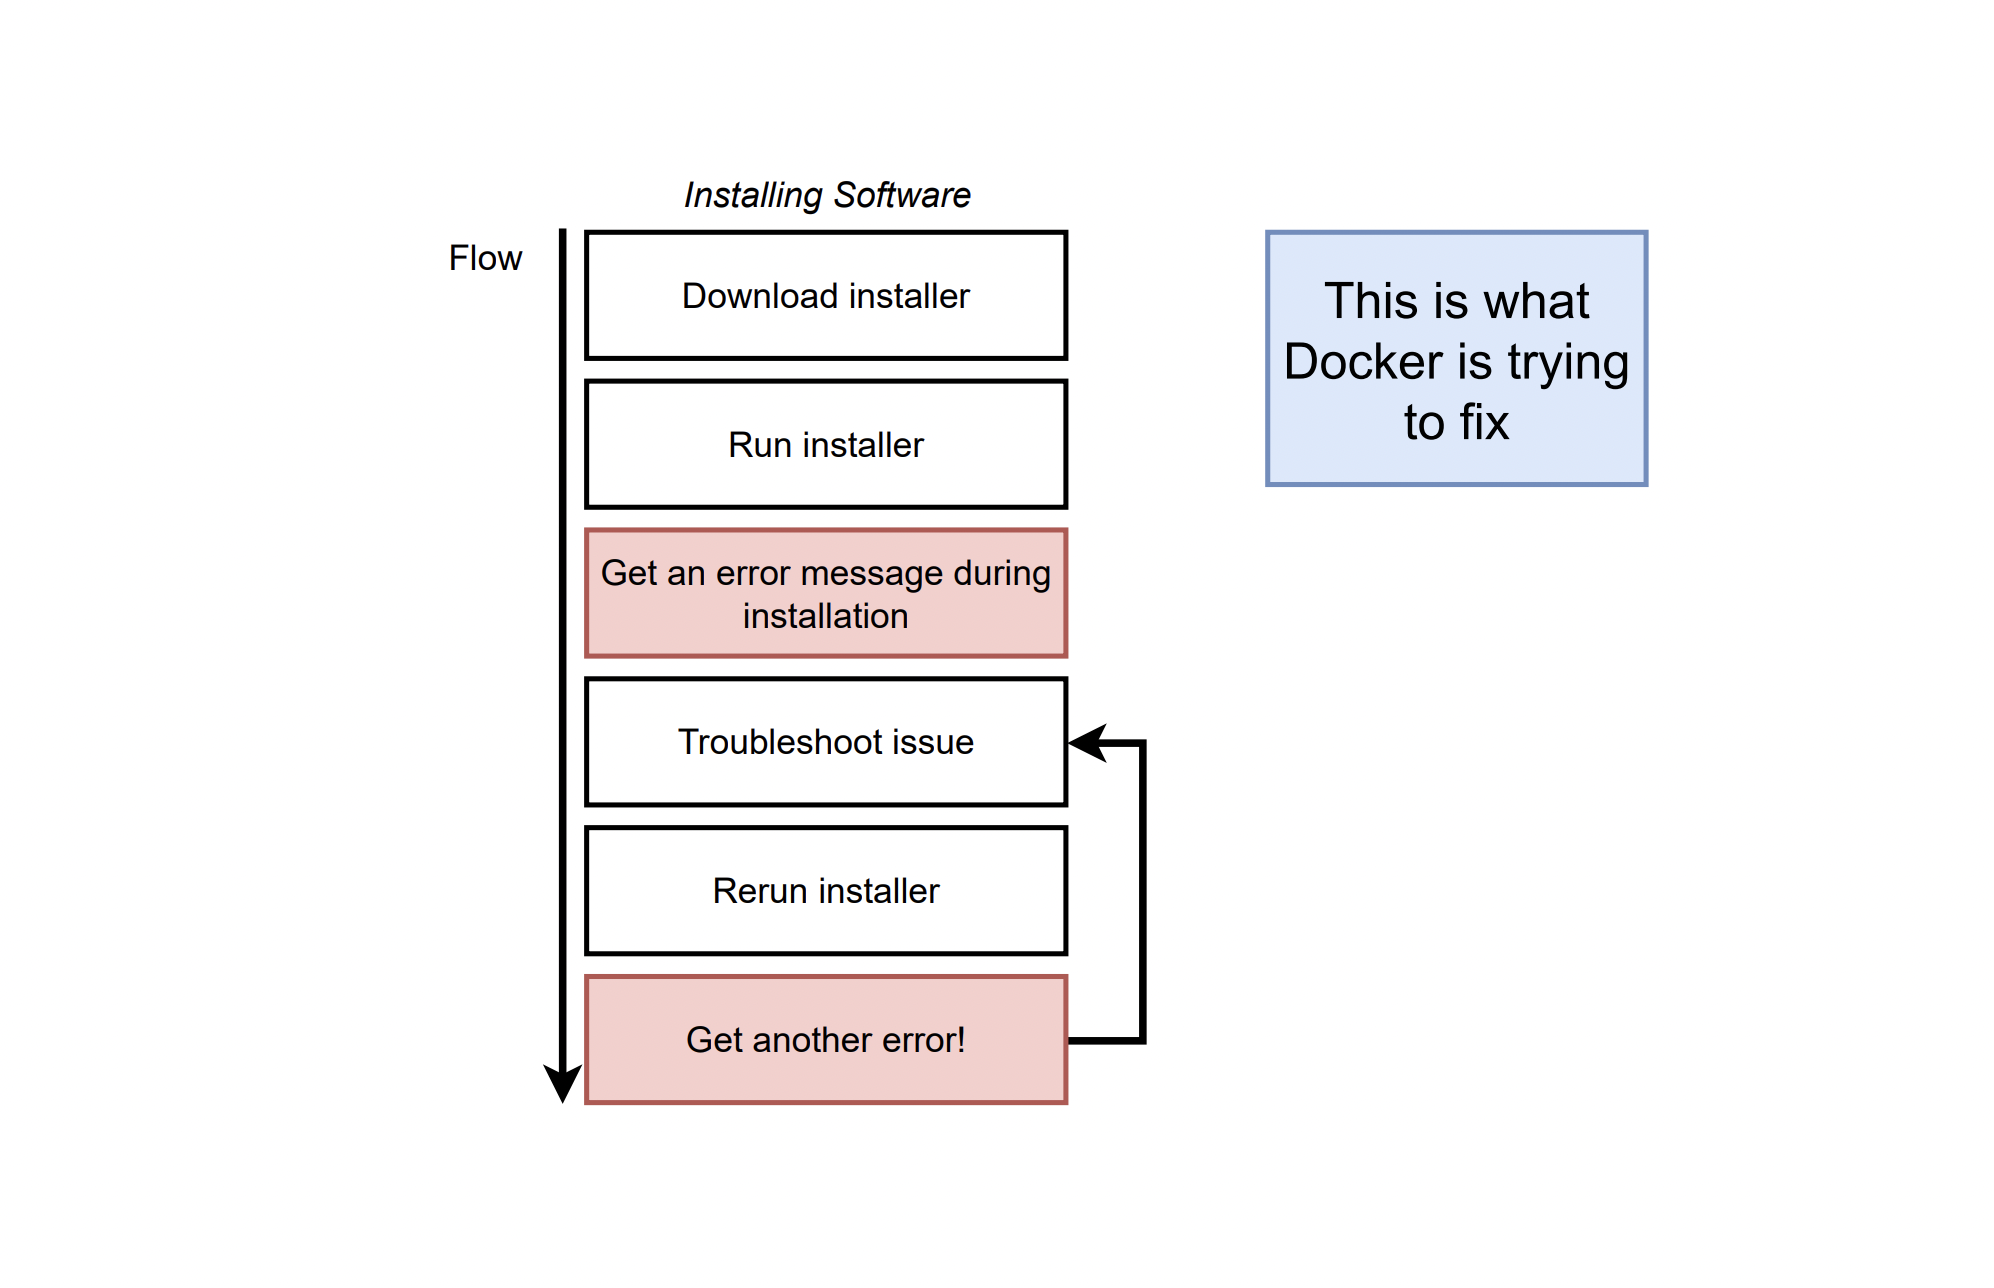 Installing Software
Flow
Download installer
Run installer
Get an error message during
installation
Troubleshoot issue
Rerun installer
Get another error!
This is what
Docker is trying
to fix